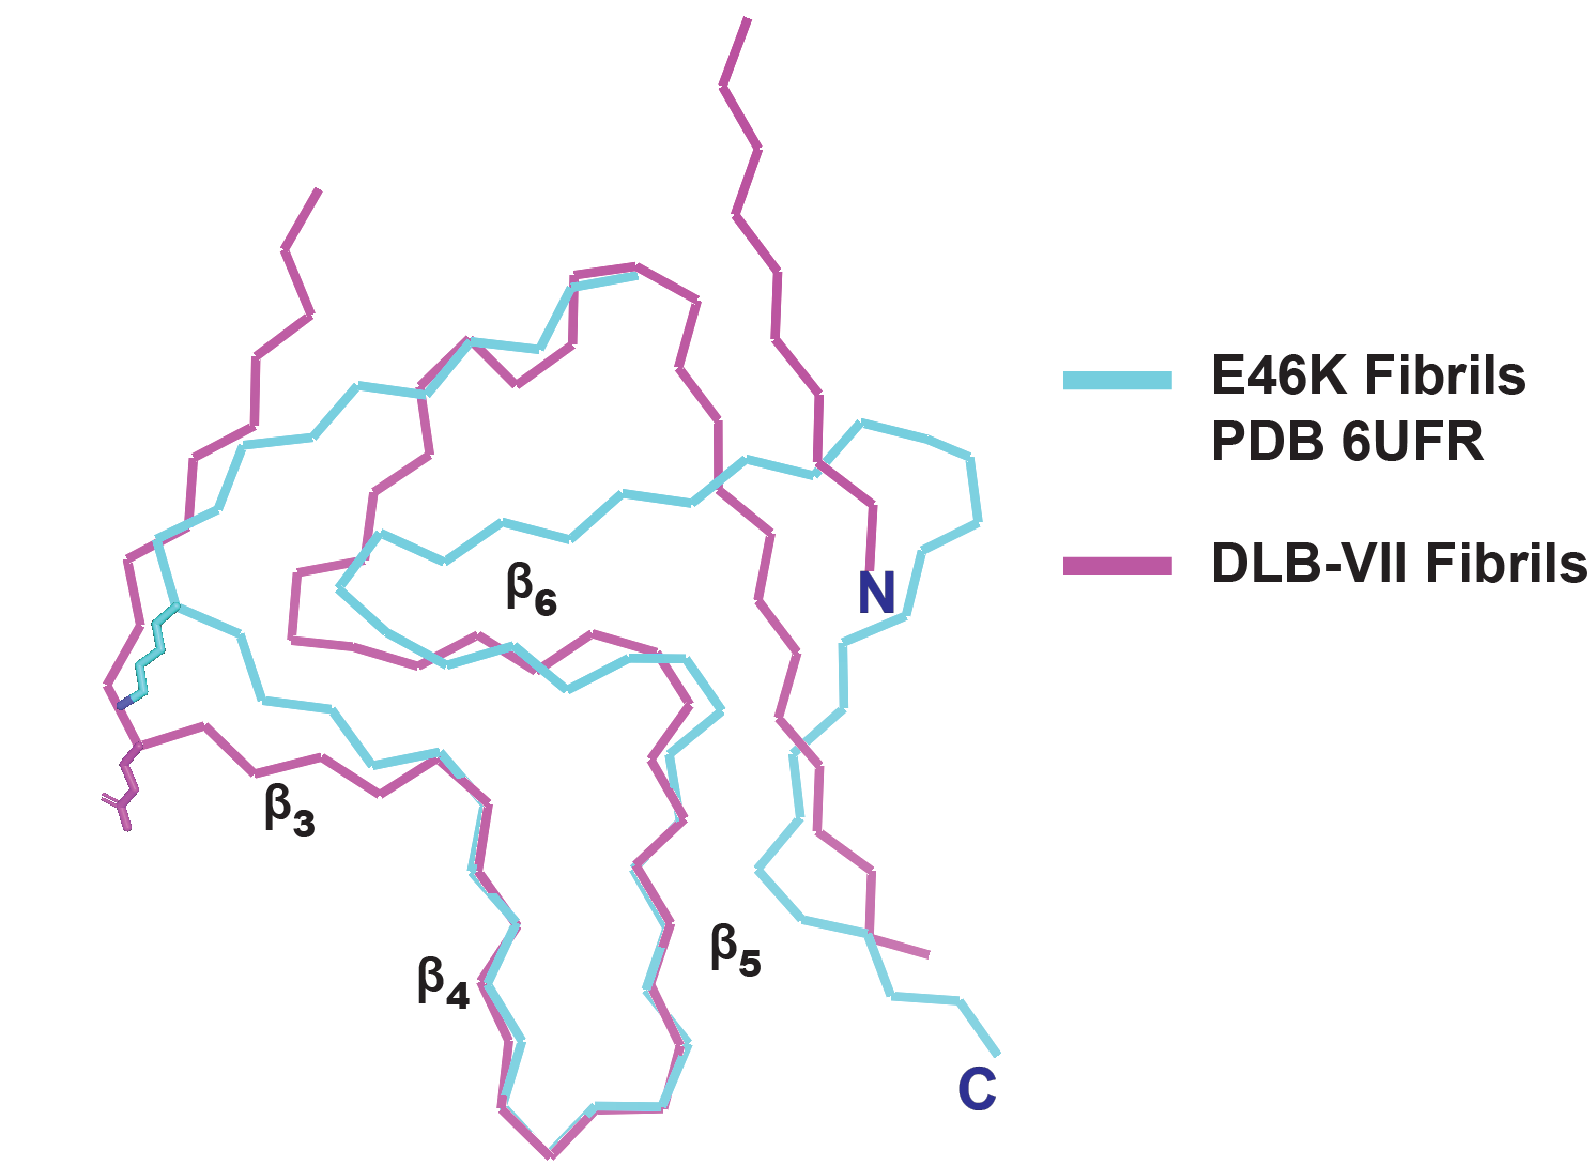 E46K Fibrils
PDB 6UFR
DLB-VII Fibrils
β6
N
β3
β5
β4
C